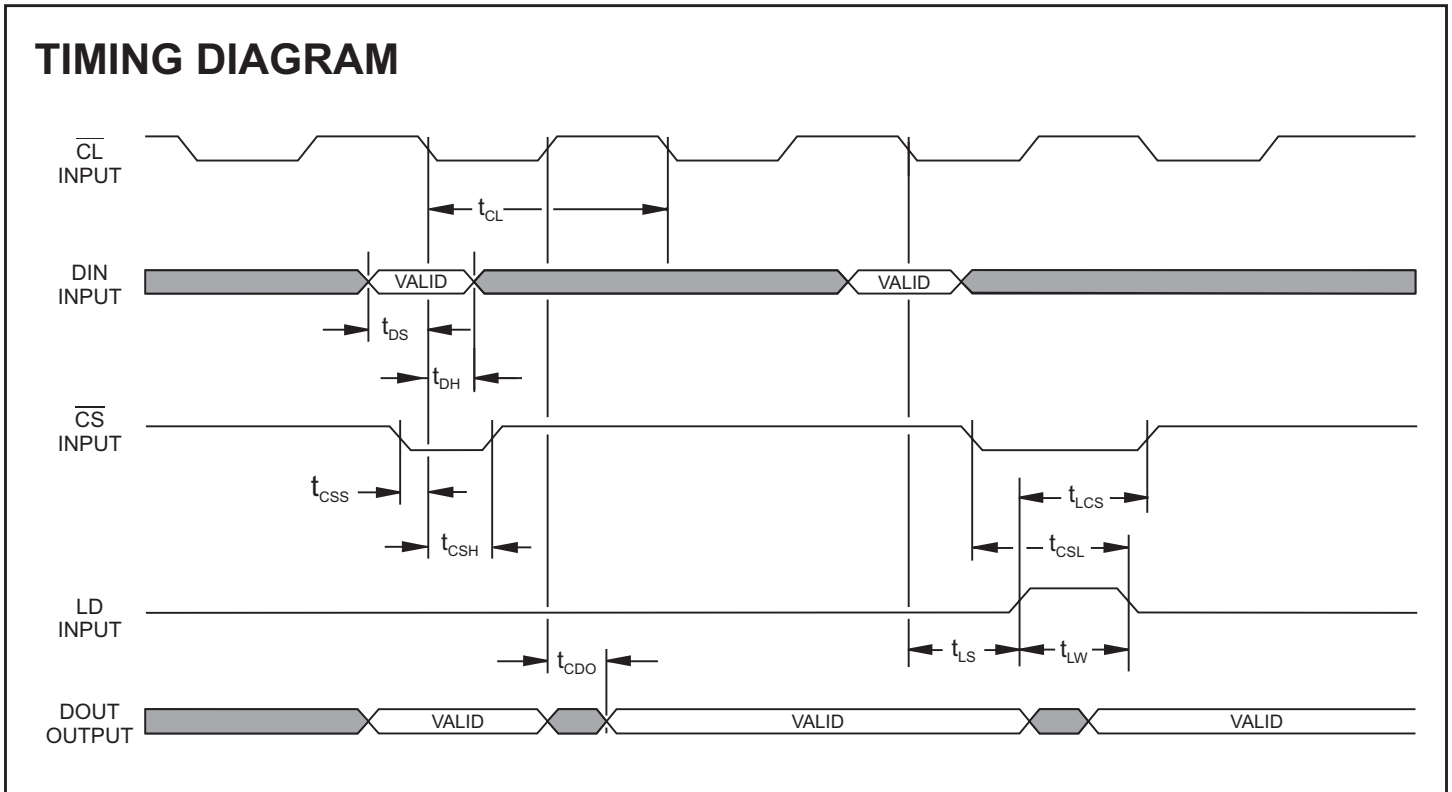 TIMING DIAGRAM
CL
INPUT
tCL
DIN
INPUT
VALID
VALID
tDS
tDH
CS
INPUT
tCSS
tLCS
tCSH
tCSL
LD
INPUT
tCDO
tLS
tLW
DOUT
OUTPUT
VALID
VALID
VALID